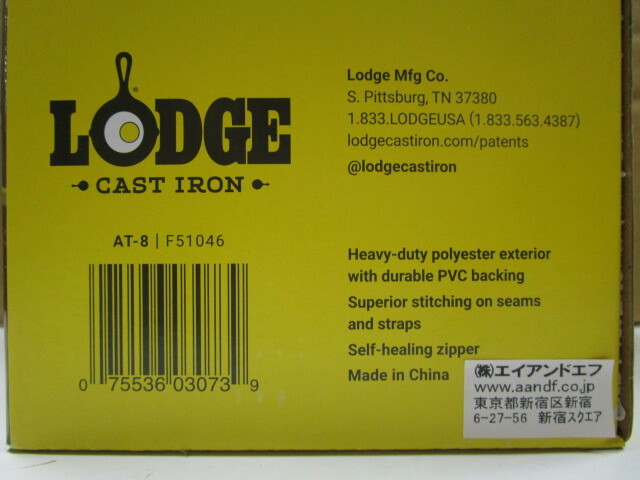 LODGE
®
CAST IRON
AT-8 | F51046
0 75536 03073 9
Lodge Mfg Co.
S. Pittsburg, TN 37380
1.833.LODGEUSA (1.833.563.4387)
lodgecastiron.com/patents
@lodgecastiron
Heavy-duty polyester exterior
with durable PVC backing
Superior stitching on seams
and straps
Self-healing zipper
Made in China
㈱エイアンドエフ
www.aandf.co.jp
東京都新宿区新宿
6-27-56 新宿スクエア